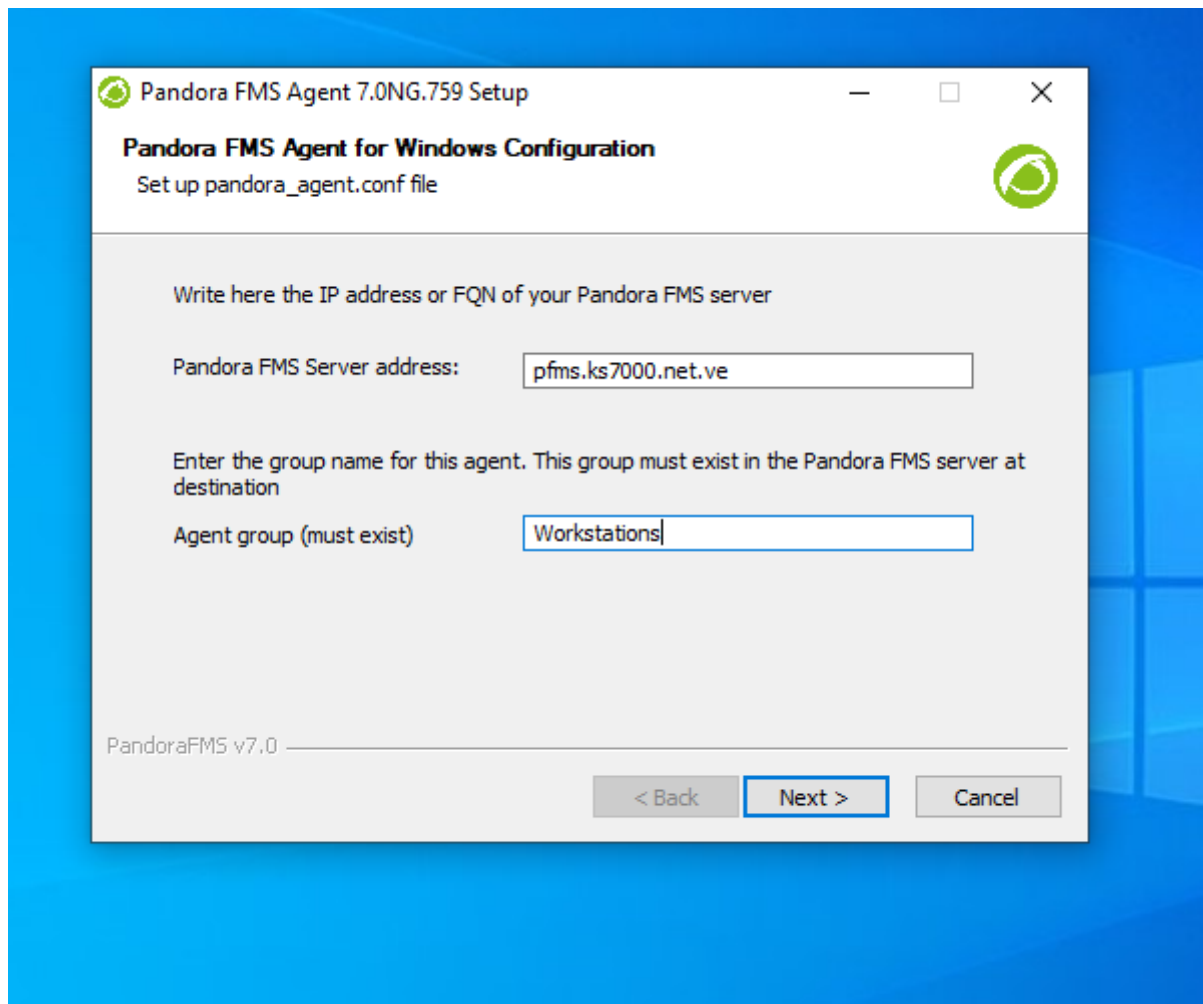 Pandora FMS Agent 7.0NG.759 Setup
Pandora FMS Agent for Windows Configuration
Set up pandora_agent.conf file
Write here the IP address or FQN of your Pandora FMS server
Pandora FMS Server address:
pfms.ks7000.net.ve
Enter the group name for this agent. This group must exist in the Pandora FMS server at
destination
Agent group (must exist)
Workstations
PandoraFMS v7.0
< Back
Next >
Cancel